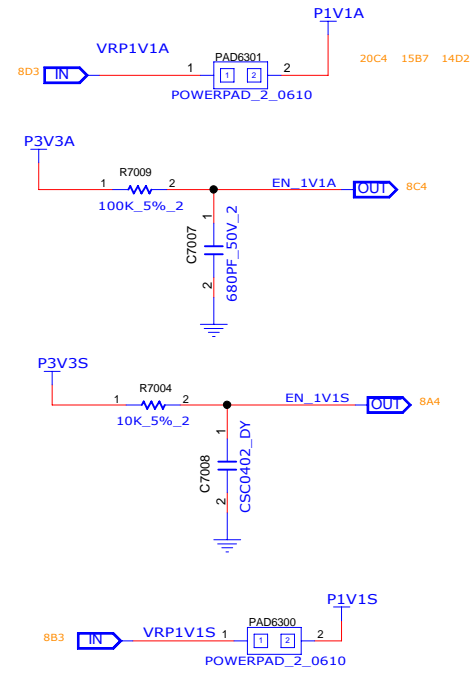 P1V1A
VRP1V1A
PAD6301
20C4 15B7 14D2
8D3 IN 1 1 2 2
POWERPAD_2_0610
P3V3A
R7009
1 2 EN_1V1A OUT 8C4
100K_5%_2
1
C7007
680PF_50V_2
2
P3V3S
R7004
1 2 EN_1V1S OUT 8A4
10K_5%_2
1
C7008
CSC0402_DY
2
P1V1S
PAD6300
8B3 IN VRP1V1S 1 1 2 2
POWERPAD_2_0610